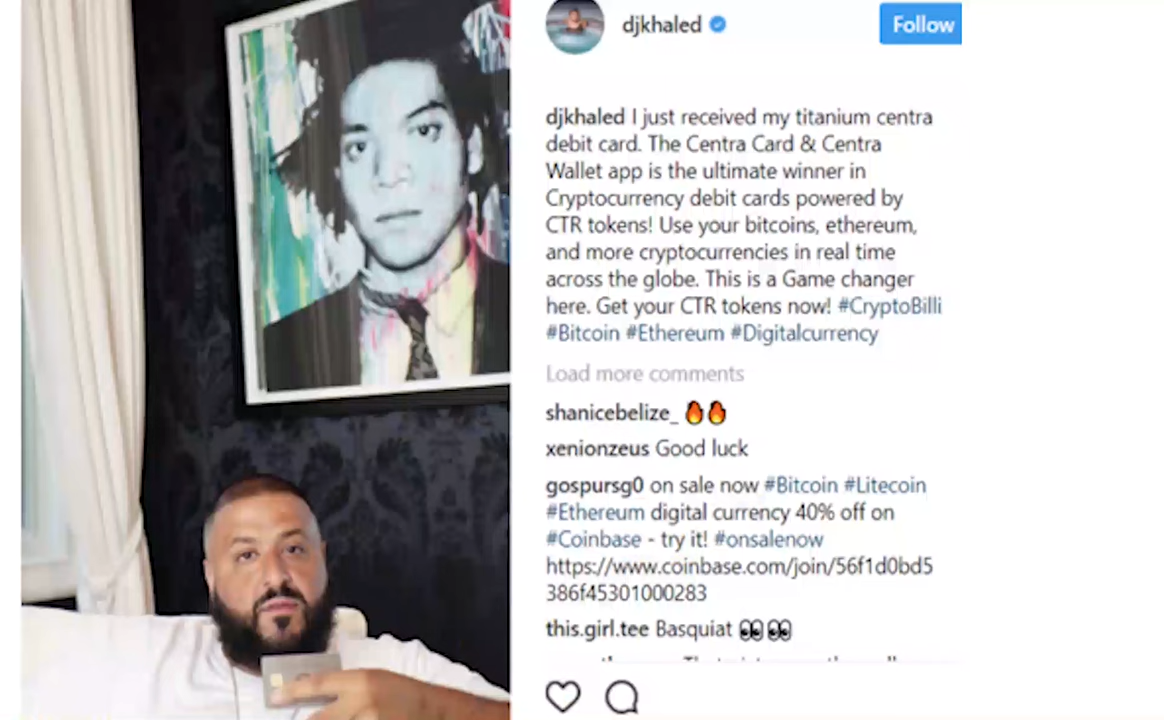 djkhaled
Follow
djkhaled I just received my titanium centra
debit card. The Centra Card & Centra
Wallet app is the ultimate winner in
Cryptocurrency debit cards powered by
CTR tokens! Use your bitcoins, ethereum,
and more cryptocurrencies in real time
across the globe. This is a Game changer
here. Get your CTR tokens now! #CryptoBilli
#Bitcoin #Ethereum #Digitalcurrency
Load more comments
shanicebelize_ 🔥🔥
xenionzeus Good luck
gospursg0 on sale now #Bitcoin #Litecoin
#Ethereum digital currency 40% off on
#Coinbase - try it! #onsalenow
https://www.coinbase.com/join/56f1d0bd5
386f45301000283
this.girl.tee Basquiat 👀👀